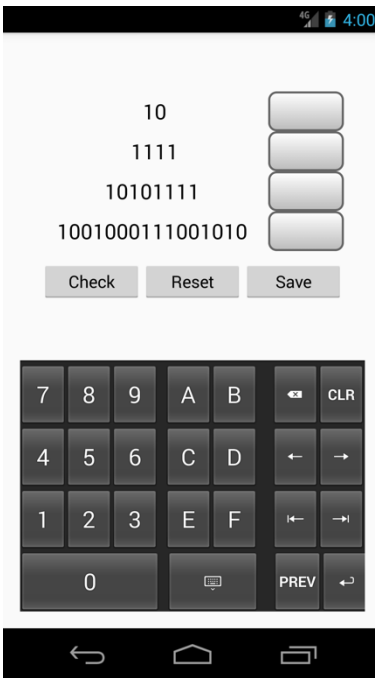 4G 4:00
10
1111
10101111
1001000111001010
Check Reset Save
7 8 9 A B CLR
4 5 6 C D
1 2 3 E F
0 PREV